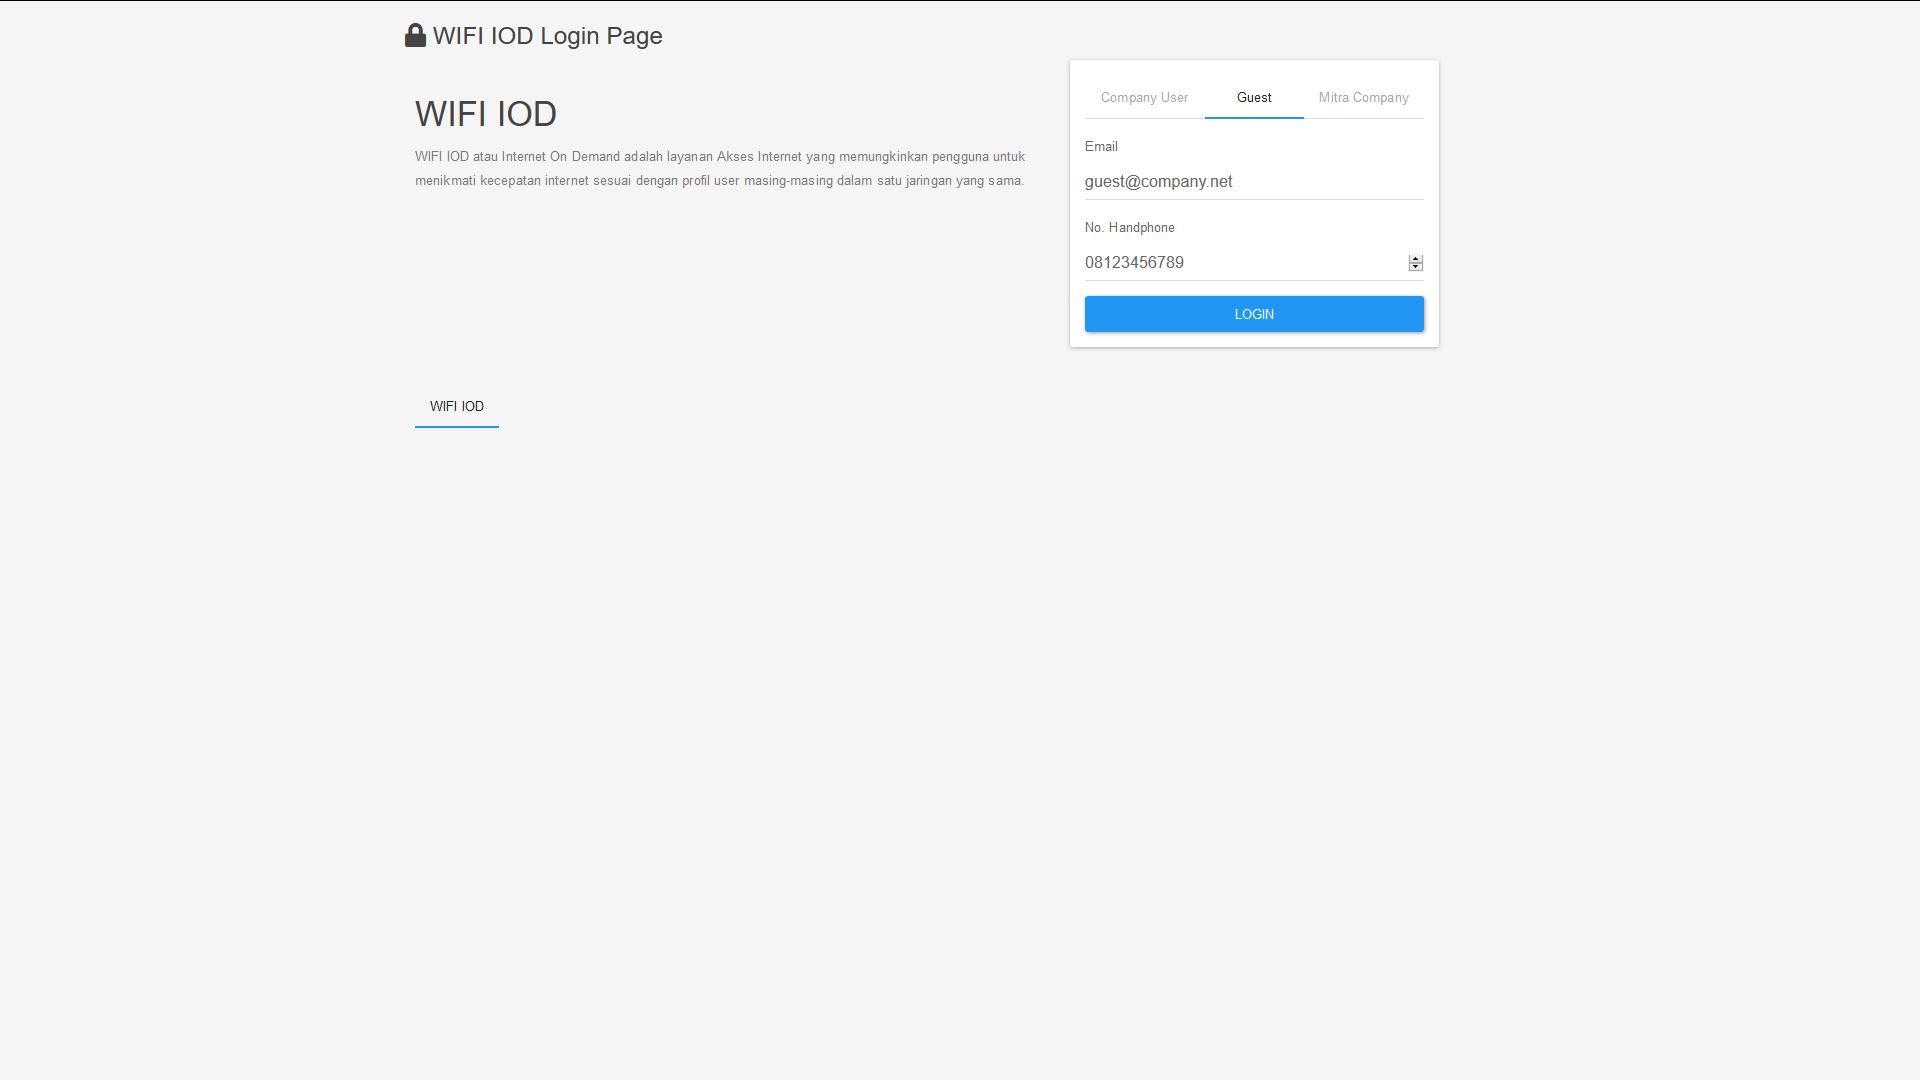 WIFI IOD Login Page
WIFI IOD
WIFI IOD atau Internet On Demand adalah layanan Akses Internet yang memungkinkan pengguna untuk
menikmati kecepatan internet sesuai dengan profil user masing-masing dalam satu jaringan yang sama.
Company User Guest Mitra Company
Email
guest@company.net
No. Handphone
08123456789
LOGIN
WIFI IOD